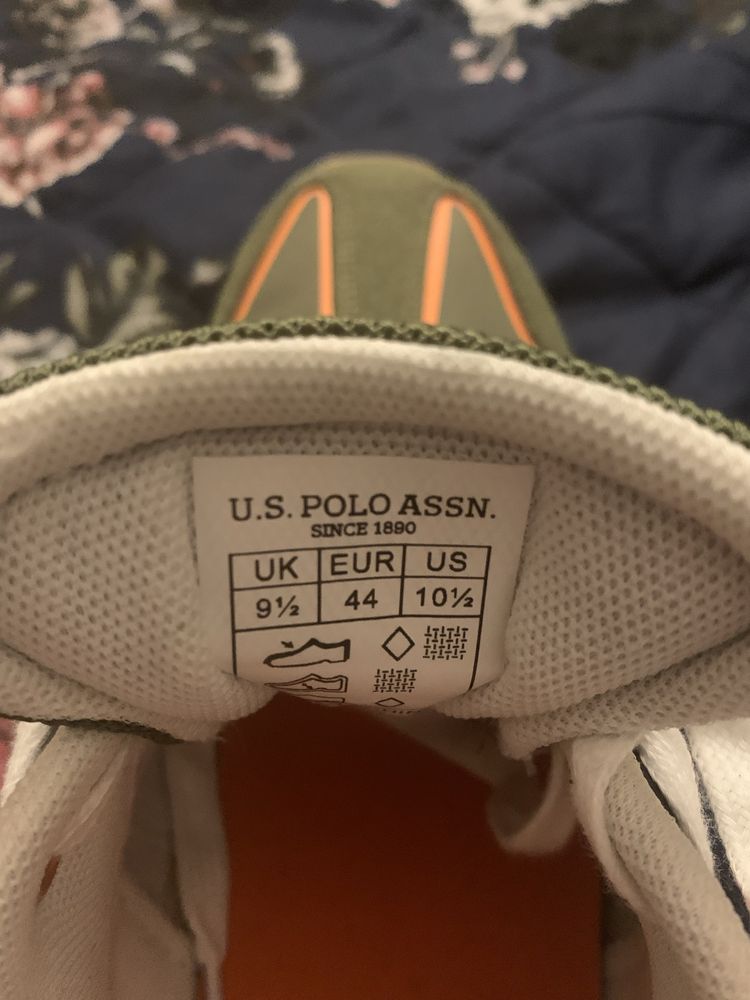 U.S. POLO ASSN.
SINCE 1890
UK EUR US
9½ 44 10½